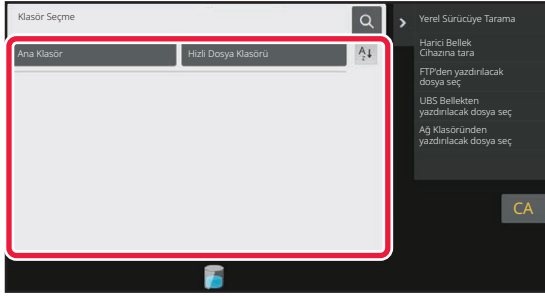 Klasör Seçme
Ana Klasör
Hizli Dosya Klasörü
Yerel Sürücüye Tarama
Harici Bellek
Cihazına tara
FTP'den yazdırılacak
dosya seç
UBS Bellekten
yazdırılacak dosya seç
Ağ Klasöründen
yazdırılacak dosya seç
CA